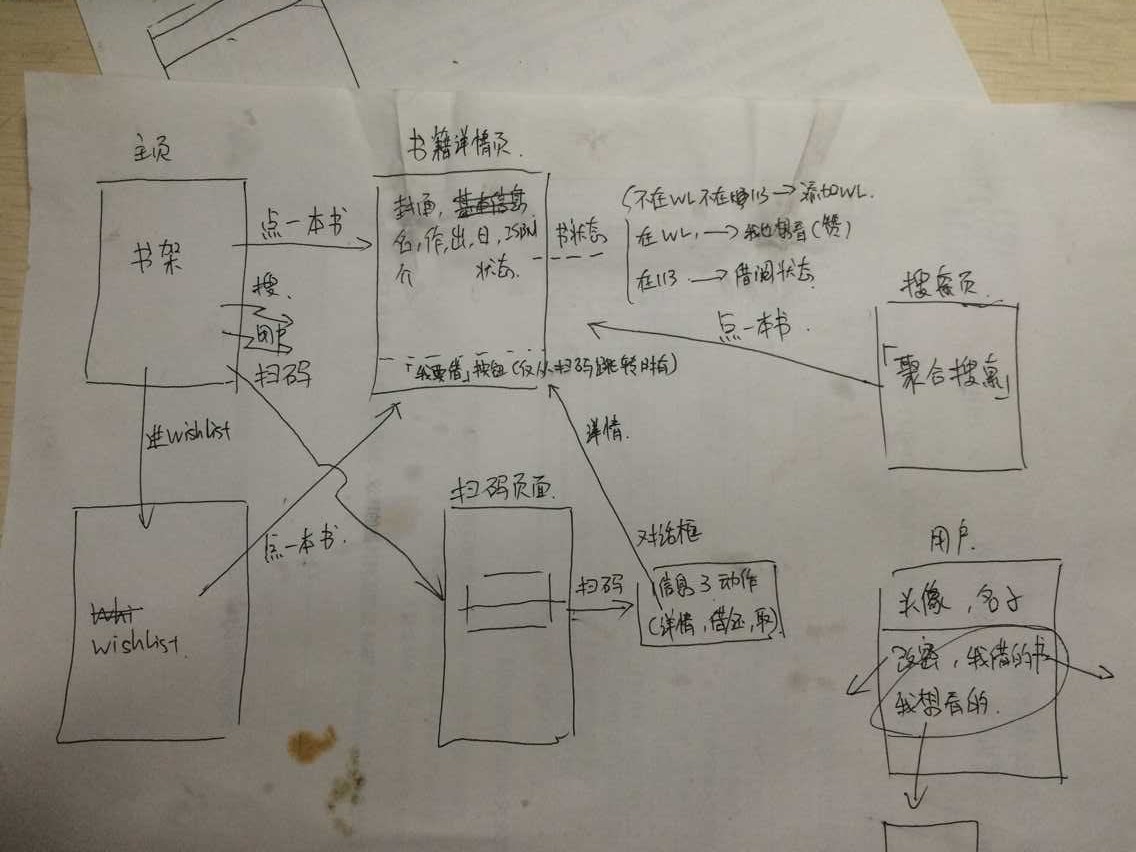 主页
书架
点一本书
搜.
用户
扫码
进wishlist
wishlist.
点一本书.
书籍详情页.
封面, 基本信息
名,作,出,日,ISBN
介 状态.
「我要借」按钮(仅从扫码跳转时有)
书状态
不在WL不在113→添加WL.
在WL,→我也想看(赞)
在113 →借阅状态
点一本书.
搜索页.
「聚合搜索」
详情.
扫码页面.
扫码
对话框
信息 3 动作
(详情,借还,取)
用户.
头像,名子
改密,我借的书
我想看的.